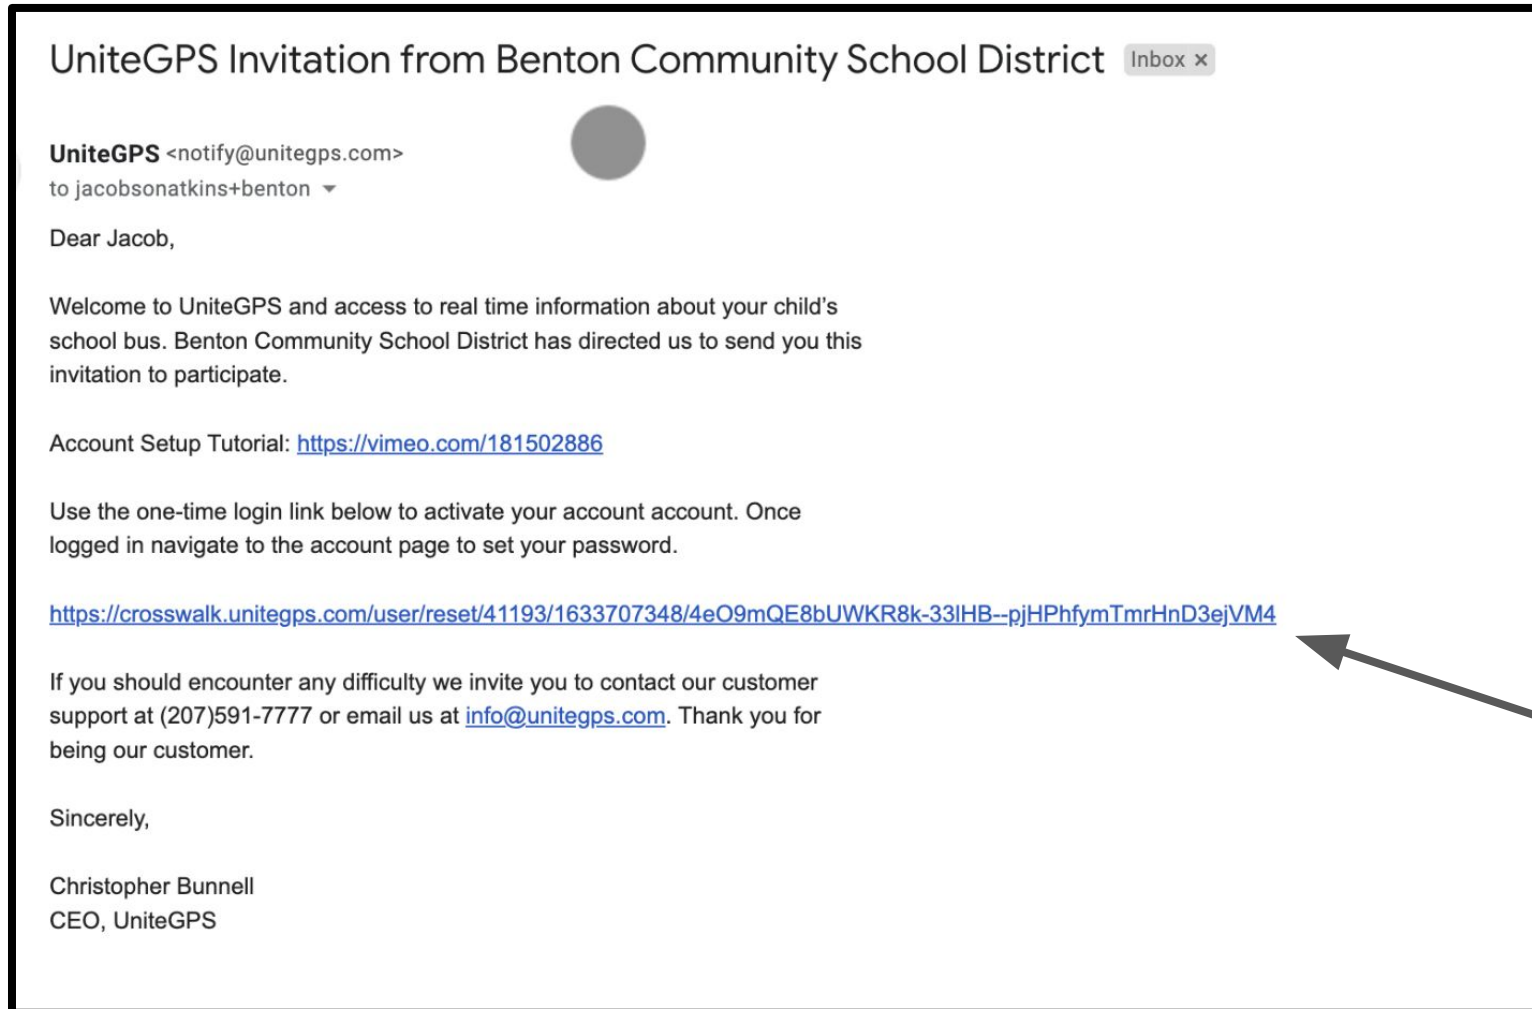 UniteGPS Invitation from Benton Community School District Inbox ×
UniteGPS <notify@unitegps.com>
to jacobsonatkins+benton
Dear Jacob,
Welcome to UniteGPS and access to real time information about your child's
school bus. Benton Community School District has directed us to send you this
invitation to participate.
Account Setup Tutorial: https://vimeo.com/181502886
Use the one-time login link below to activate your account account. Once
logged in navigate to the account page to set your password.
https://crosswalk.unitegps.com/user/reset/41193/1633707348/4eO9mQE8bUWKR8k-33lHB--pjHPhfymTmrHnD3ejVM4
If you should encounter any difficulty we invite you to contact our customer
support at (207)591-7777 or email us at info@unitegps.com. Thank you for
being our customer.
Sincerely,
Christopher Bunnell
CEO, UniteGPS